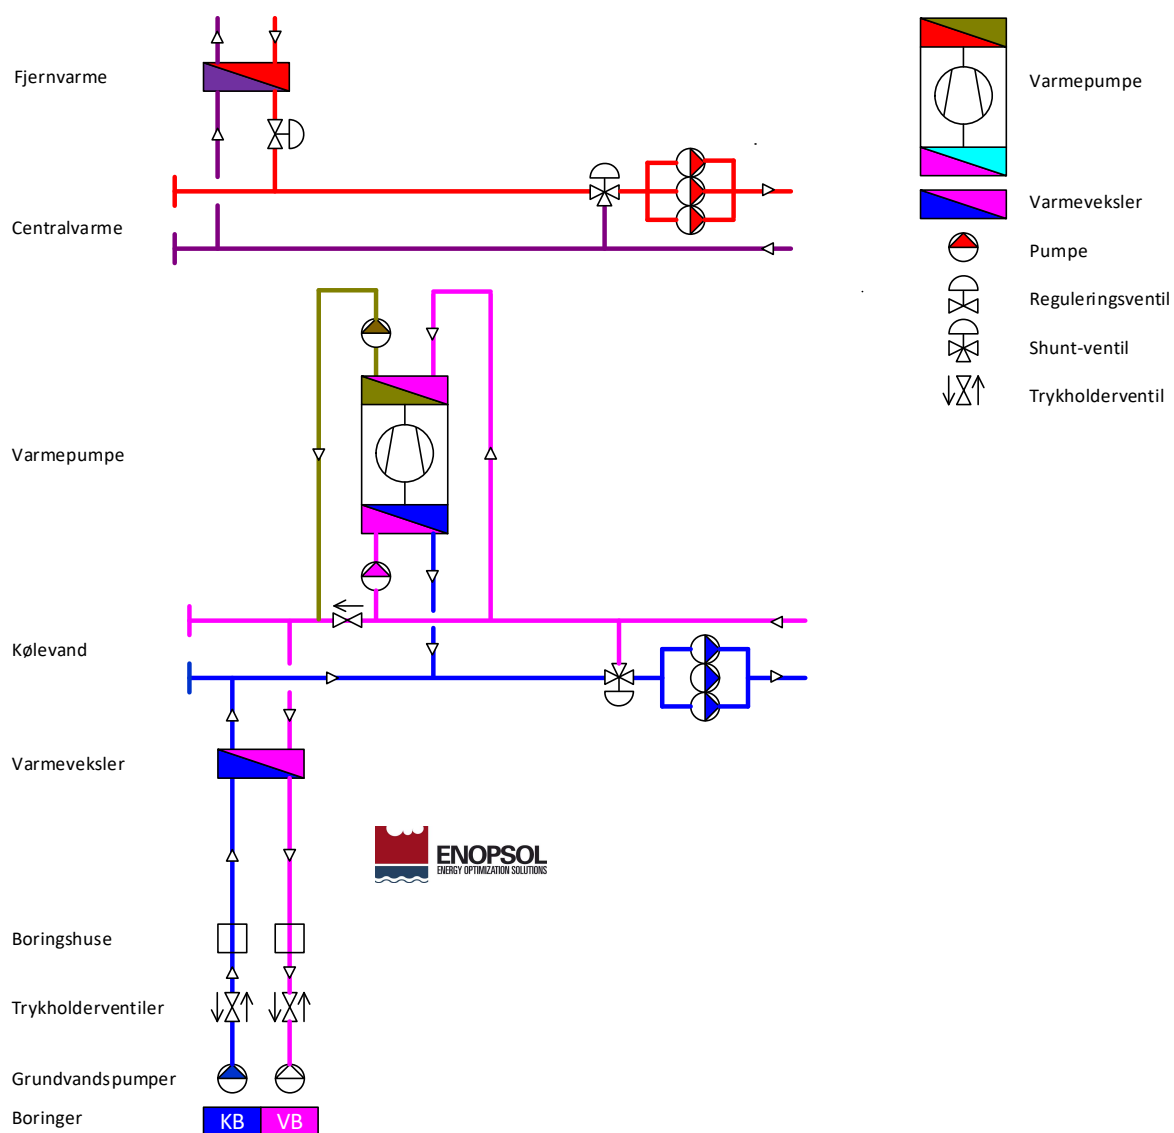 Fjernvarme
Centralvarme
Varmepumpe
Kølevand
Varmeveksler
Boringshuse
Trykholderventiler
Grundvandspumper
Boringer
KB
VB
ENOPSOL
ENERGY OPTIMIZATION SOLUTIONS
Varmepumpe
Varmeveksler
Pumpe
Reguleringsventil
Shunt-ventil
Trykholderventil